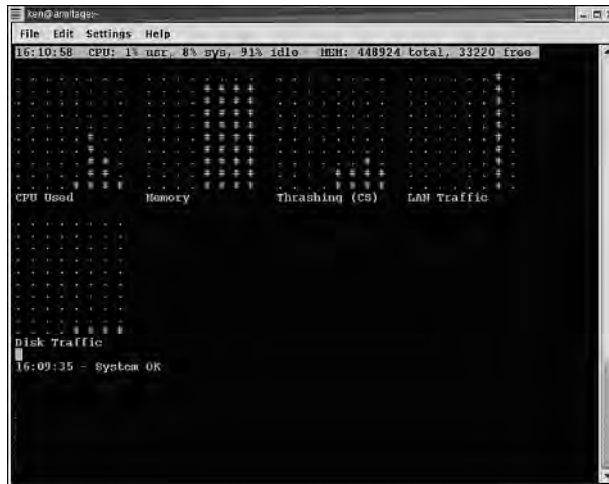 ken@armitage:~
File Edit Settings Help
16:10:58 CPU: 1% usr, 8% sys, 91% idle MEM: 448924 total, 33220 free
CPU Used Memory Thrashing (CS) LAN Traffic
Disk Traffic
16:09:35 - System OK